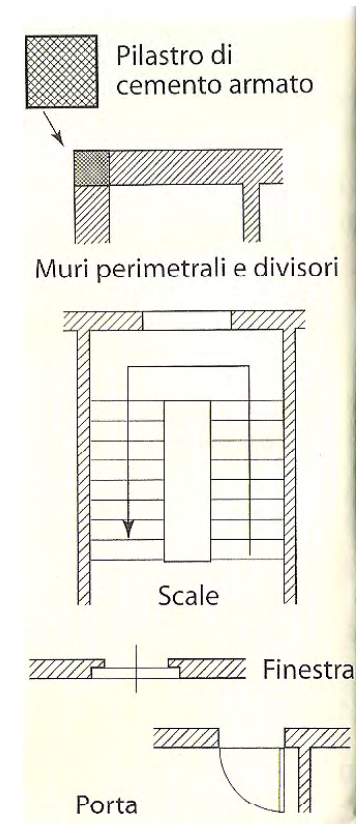 Pilastro di
cemento armato
Muri perimetrali e divisori
Scale
Finestra
Porta